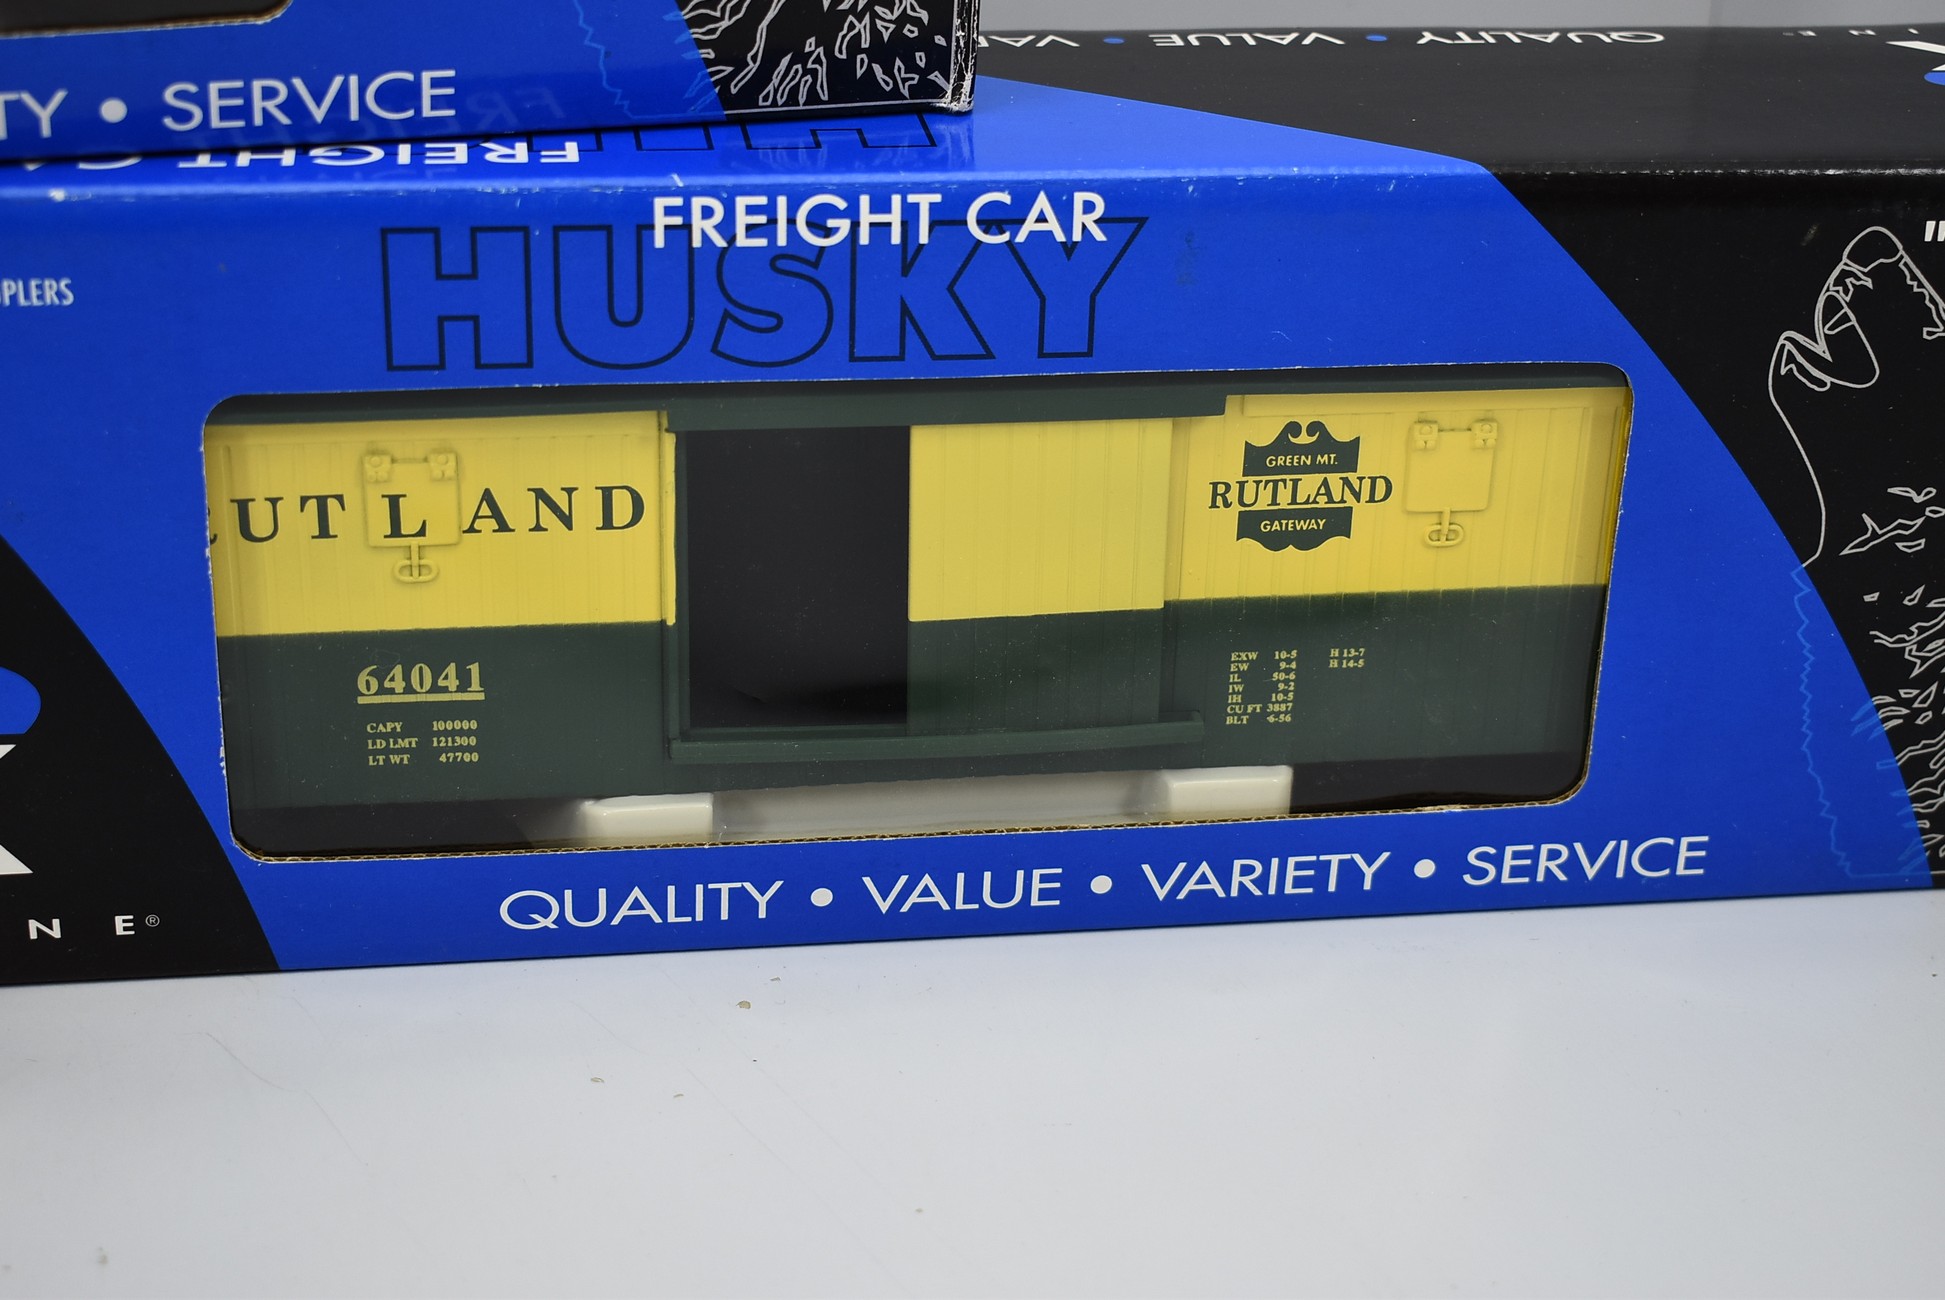 TY • SERVICE
QUALITY • VALUE • VA
FREIGHT CA
FREIGHT CAR
HUSKY
PLERS
UTLAND
GREEN MT.
RUTLAND
GATEWAY
64041
CAPY 100000
LD LMT 121300
LT WT 47700
EXW 10-5 H 13-7
EW 9-4 H 14-5
IL 50-6
IW 9-2
IH 10-5
CU FT 3887
BLT 6-56
QUALITY • VALUE • VARIETY • SERVICE
K
N E®